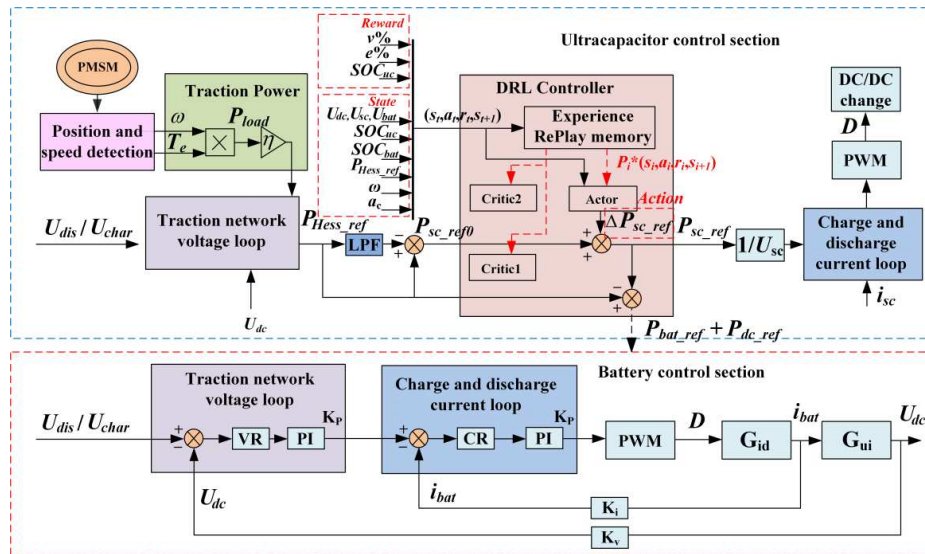 Ultracapacitor control section
PMSM
Position and
speed detection
Traction Power
ω
T_e
×
P_load
η
Reward
v%
e%
SOC_uc
State
U_dc,U_sc,U_bat
SOC_uc
SOC_bat
P_Hess_ref
ω
a_c
(s_t,a_t,r_t,s_t+1)
DRL Controller
Experience
RePlay memory
P_i*(s_i,a_i,r_i,s_i+1)
Critic2
Actor
Action
Critic1
ΔP_sc_ref
U_dis / U_char
Traction network
voltage loop
U_dc
P_Hess_ref
LPF
−
+
P_sc_ref0
+
+
−
+
P_sc_ref
1/U_sc
DC/DC
change
D
PWM
Charge and
discharge
current loop
i_sc
P_bat_ref + P_dc_ref
Battery control section
U_dis / U_char
Traction network
voltage loop
+
−
VR
PI
K_P
U_dc
Charge and discharge
current loop
+
−
CR
PI
K_P
i_bat
PWM
D
G_id
i_bat
G_ui
U_dc
K_i
K_v